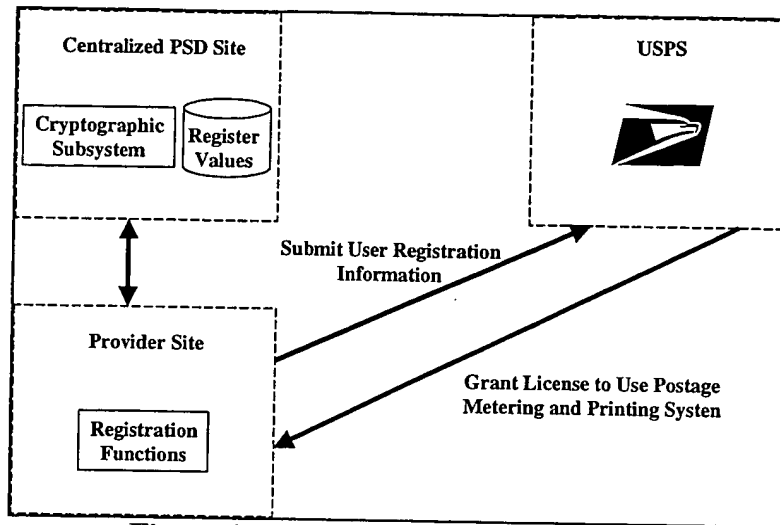 Centralized PSD Site
USPS
Cryptographic
Subsystem
Register
Values
Submit User Registration
Information
Provider Site
Registration
Functions
Grant License to Use Postage
Metering and Printing Systen